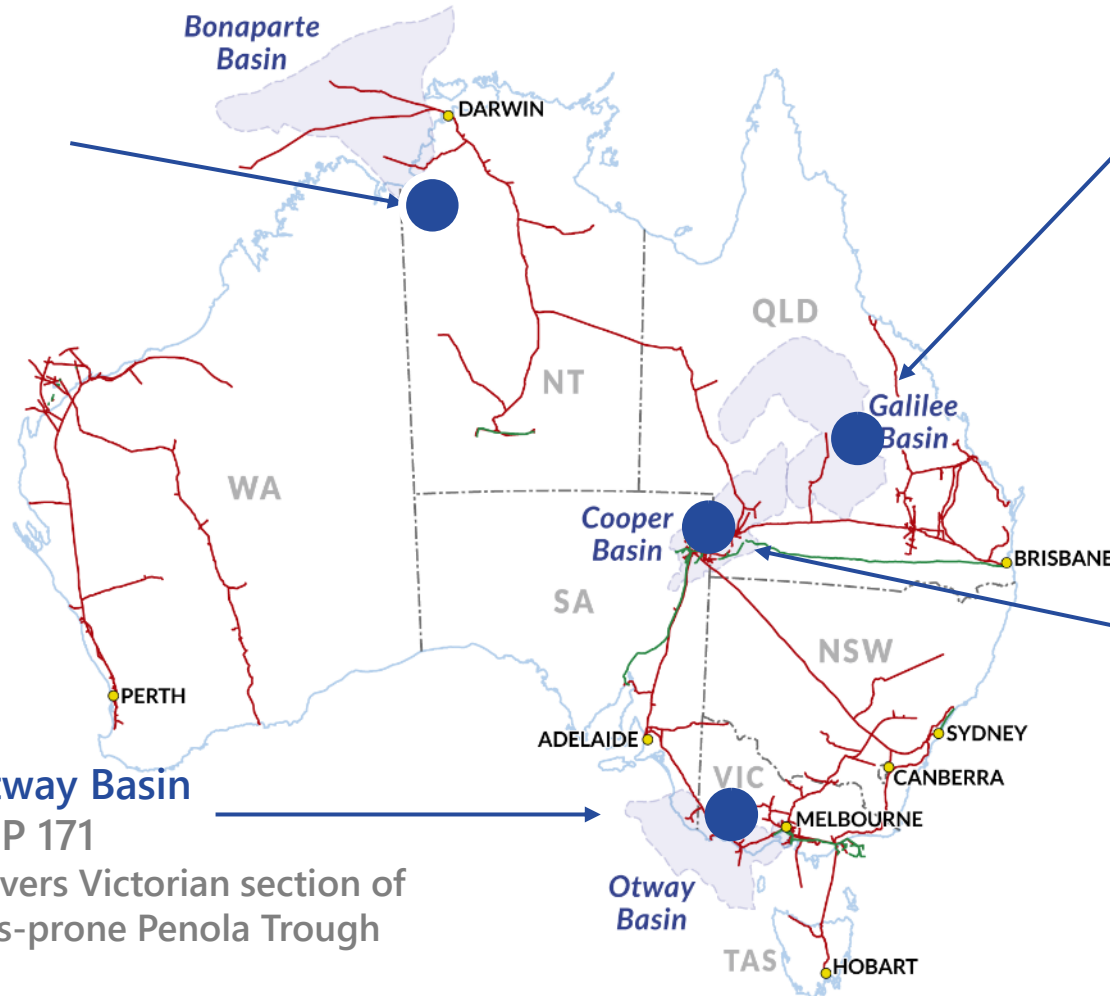 Bonaparte
Basin
DARWIN
QLD
NT
Galilee
Basin
WA
Cooper
Basin
BRISBANE
SA
NSW
PERTH
ADELAIDE
SYDNEY
CANBERRA
VIC
MELBOURNE
tway Basin
P 171
vers Victorian section of
s-prone Penola Trough
Otway
Basin
TAS
HOBART